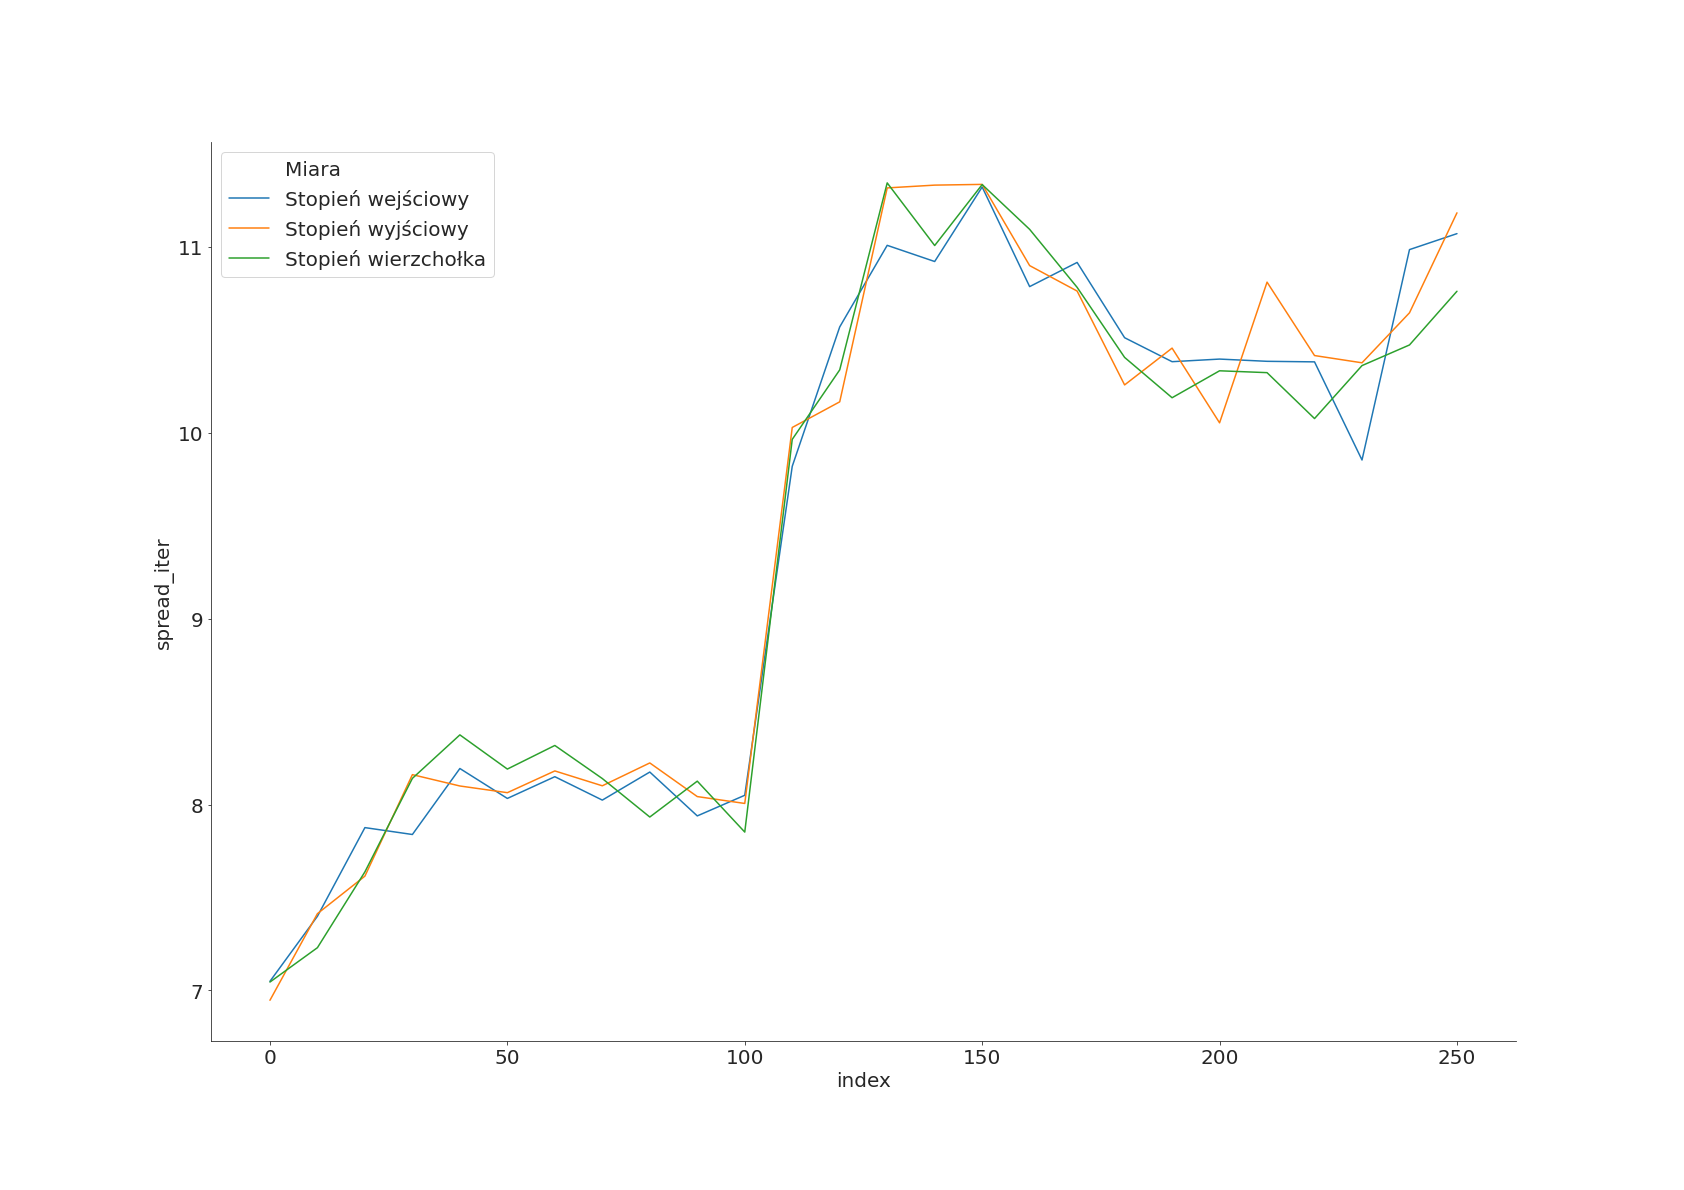 Miara
Stopień wejściowy
Stopień wyjściowy
Stopień wierzchołka
11
10
9
8
7
spread_iter
0 50 100 150 200 250
index